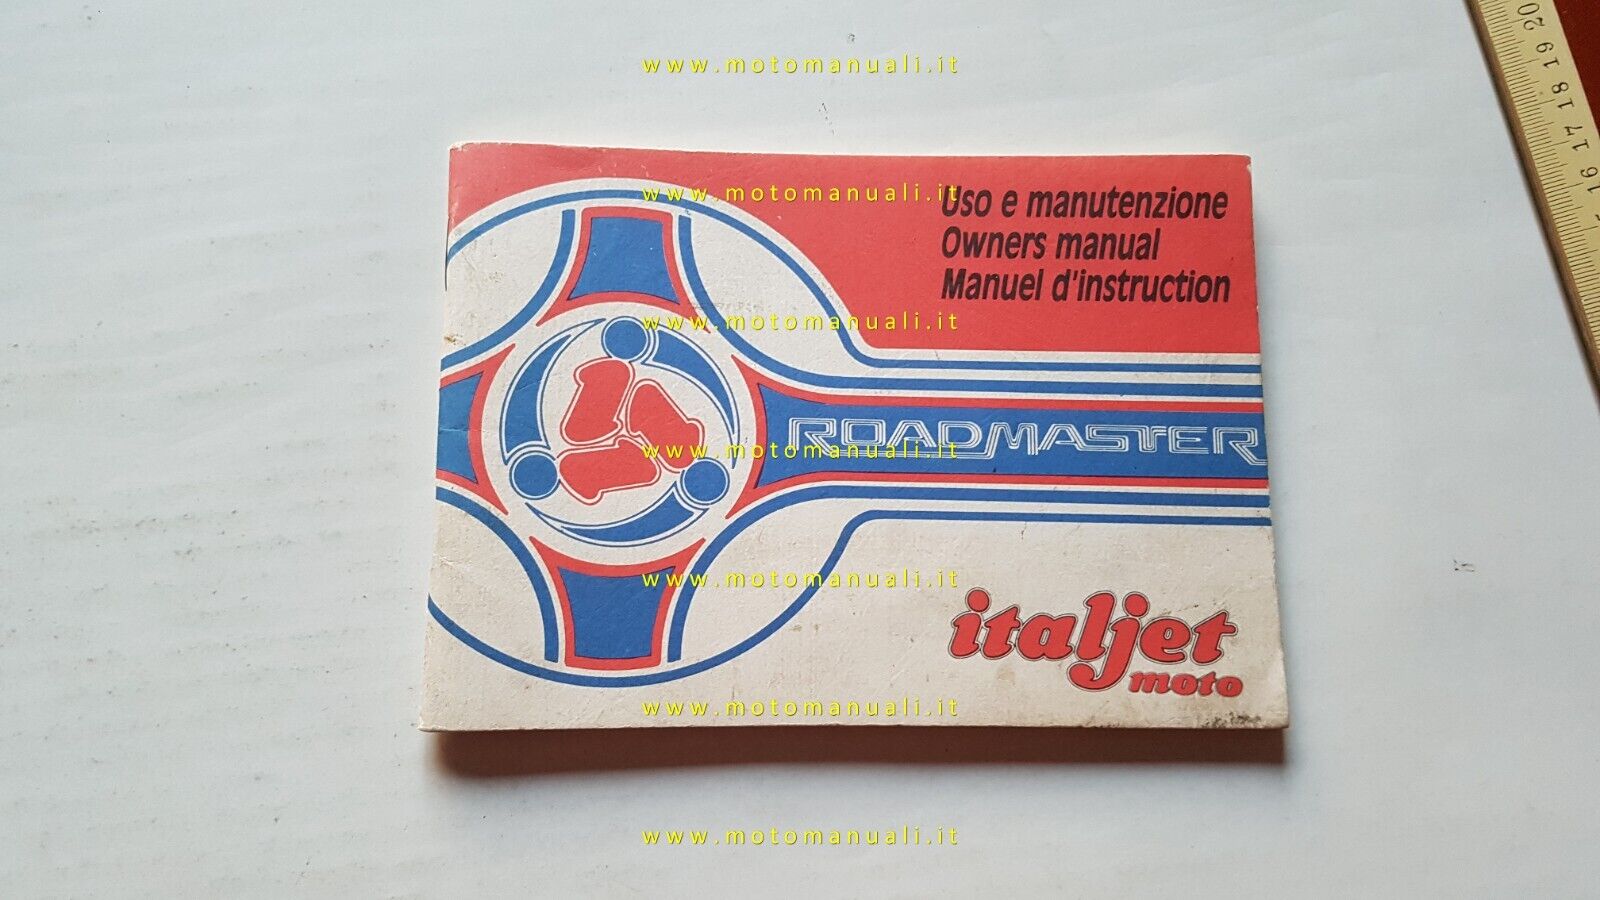 www.motomanuali.it
www.motomanuali.it
Uso e manutenzione
Owners manual
Manuel d'instruction
www.motomanuali.it
ROADMASTER
www.motomanuali.it
www.motomanuali.it
italjet
moto
www.motomanuali.it
www.motomanuali.it
20
19
18
17
16